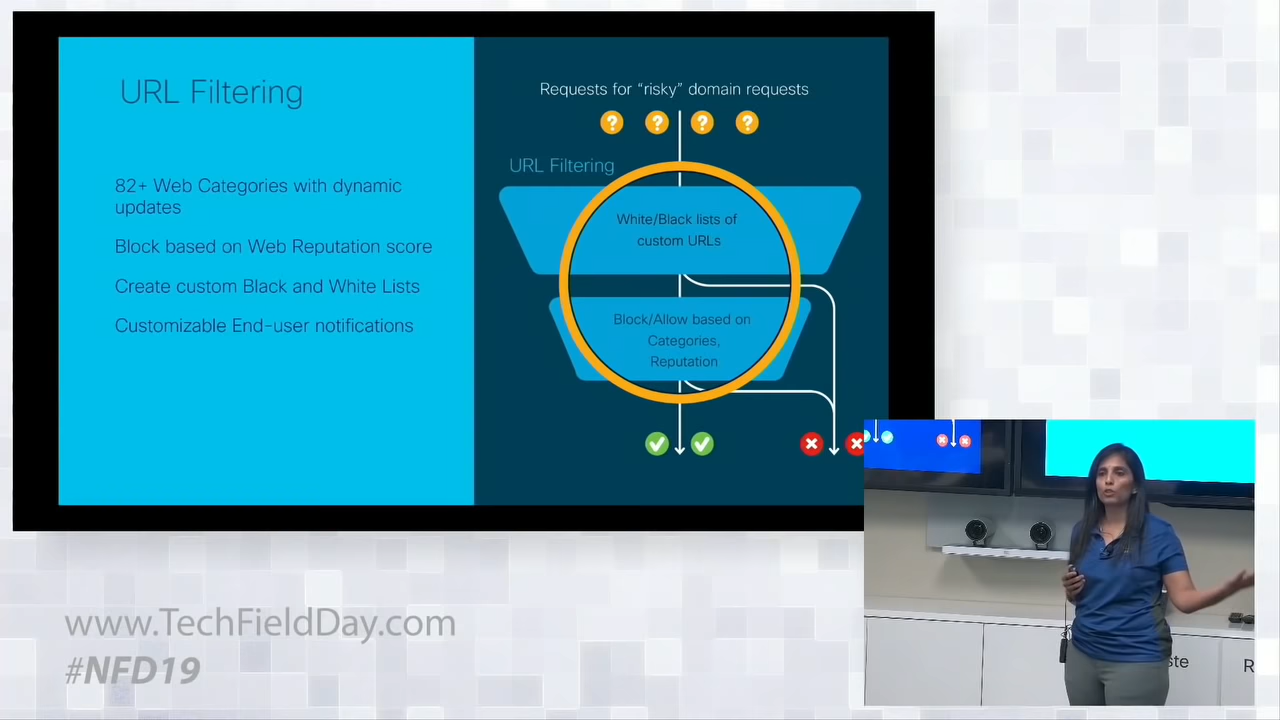 URL Filtering
82+ Web Categories with dynamic
updates
Block based on Web Reputation score
Create custom Black and White Lists
Customizable End-user notifications
Requests for “risky” domain requests
? ? ? ?
URL Filtering
White/Black lists of
custom URLs
Block/Allow based on
Categories,
Reputation
www.TechFieldDay.com
#NFD19
ste
R